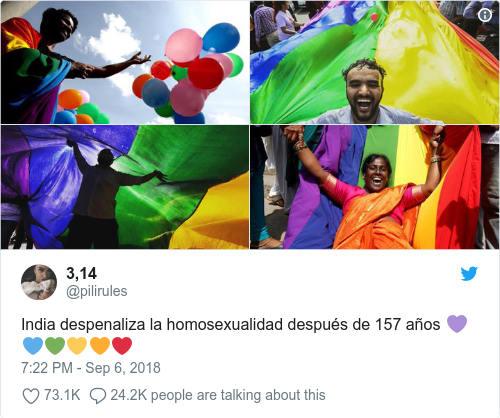 3,14
@pilirules
India despenaliza la homosexualidad después de 157 años 💜
💙💚💛🧡❤️
7:22 PM - Sep 6, 2018
73.1K 24.2K people are talking about this